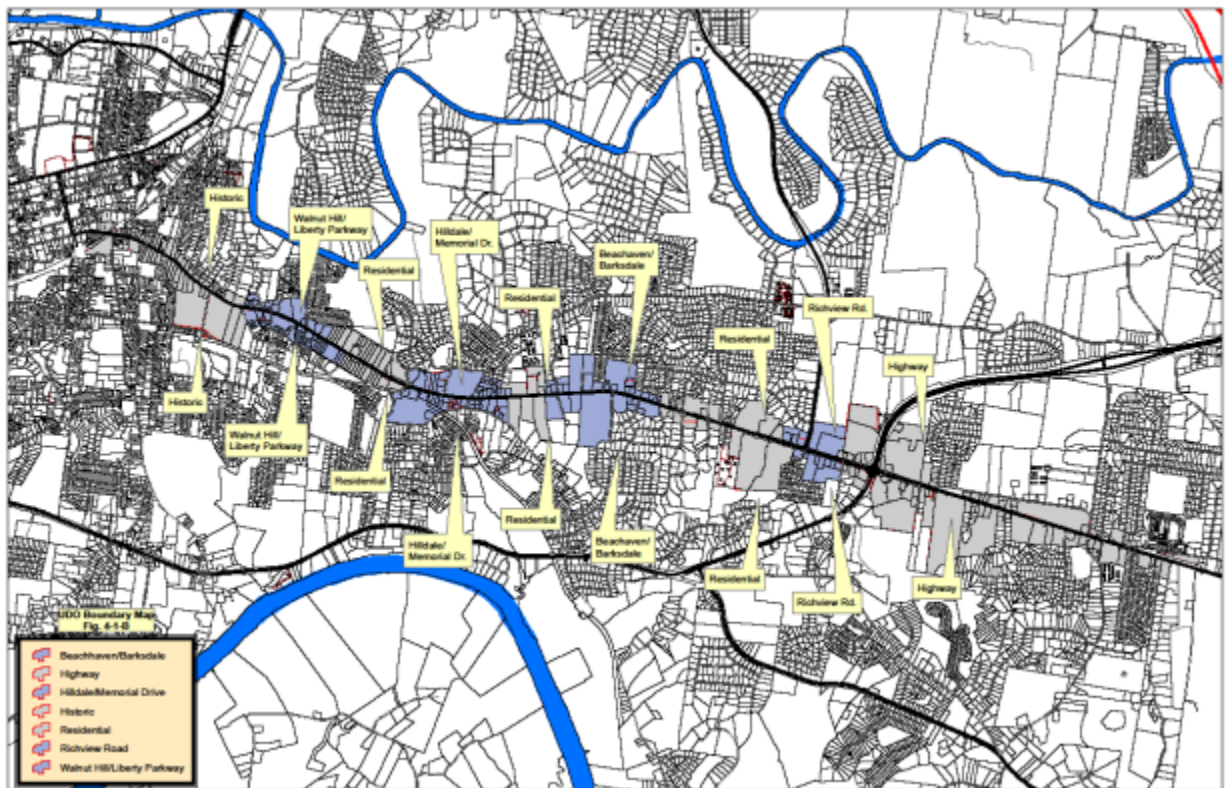 Historic
Walnut Hill/
Liberty Parkway
Hilldale/
Memorial Dr.
Residential
Beachaven/
Barksdale
Residential
Richview Rd.
Residential
Highway
Historic
Walnut Hill/
Liberty Parkway
Residential
Hilldale/
Memorial Dr.
Residential
Beachaven/
Barksdale
Residential
Richview Rd.
Highway
UDO Boundary Map
Fig. 4-1-B
Beachhaven/Barksdale
Highway
Hilldale/Memorial Drive
Historic
Residential
Richview Road
Walnut Hill/Liberty Parkway